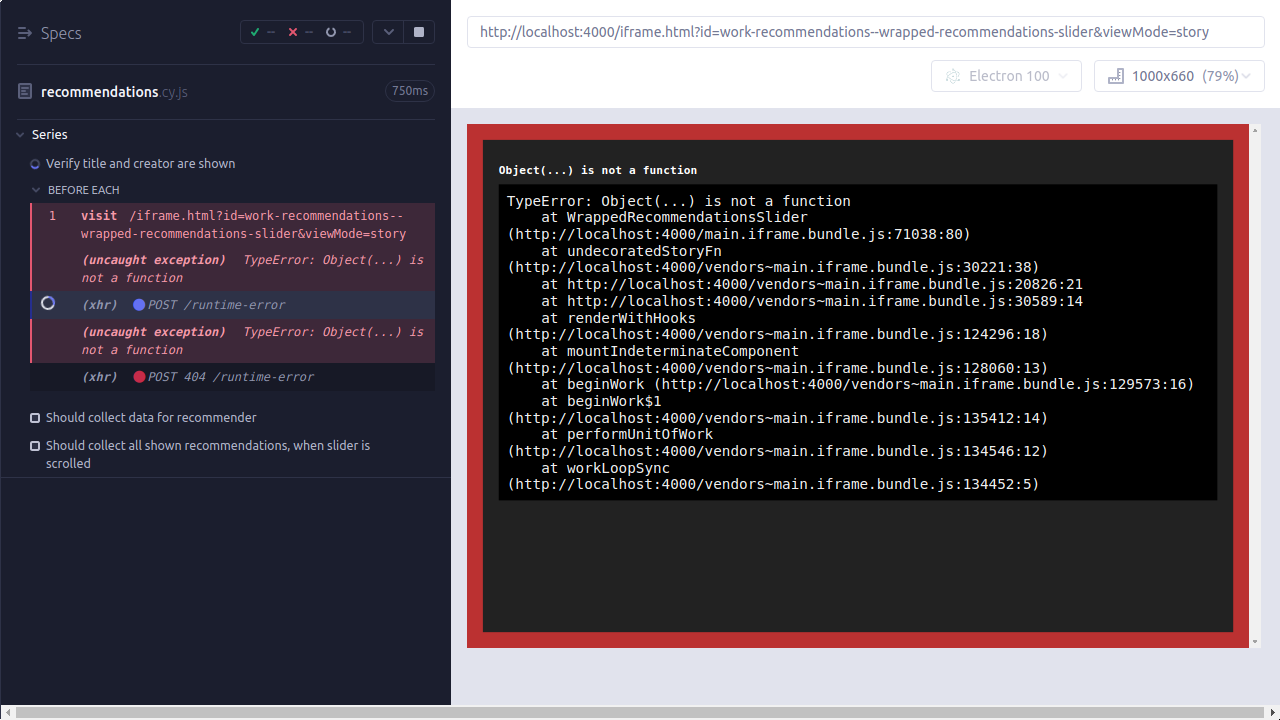 Specs
-- -- --
recommendations.cy.js 750ms
Series
Verify title and creator are shown
BEFORE EACH
1 visit /iframe.html?id=work-recommendations--
wrapped-recommendations-slider&viewMode=story
(uncaught exception) TypeError: Object(...) is
not a function
(xhr) POST /runtime-error
(uncaught exception) TypeError: Object(...) is
not a function
(xhr) POST 404 /runtime-error
Should collect data for recommender
Should collect all shown recommendations, when slider is
scrolled
http://localhost:4000/iframe.html?id=work-recommendations--wrapped-recommendations-slider&viewMode=story
Electron 100
1000x660 (79%)
Object(...) is not a function
TypeError: Object(...) is not a function
at WrappedRecommendationsSlider
(http://localhost:4000/main.iframe.bundle.js:71038:80)
at undecoratedStoryFn
(http://localhost:4000/vendors~main.iframe.bundle.js:30221:38)
at http://localhost:4000/vendors~main.iframe.bundle.js:20826:21
at http://localhost:4000/vendors~main.iframe.bundle.js:30589:14
at renderWithHooks
(http://localhost:4000/vendors~main.iframe.bundle.js:124296:18)
at mountIndeterminateComponent
(http://localhost:4000/vendors~main.iframe.bundle.js:128060:13)
at beginWork (http://localhost:4000/vendors~main.iframe.bundle.js:129573:16)
at beginWork$1
(http://localhost:4000/vendors~main.iframe.bundle.js:135412:14)
at performUnitOfWork
(http://localhost:4000/vendors~main.iframe.bundle.js:134546:12)
at workLoopSync
(http://localhost:4000/vendors~main.iframe.bundle.js:134452:5)